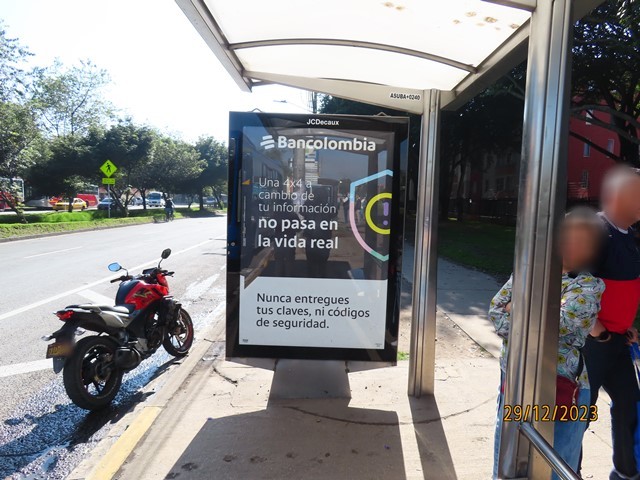 ASUBA+0240
JCDecaux
Bancolombia
Una 4x4 a
cambio de
tu información
no pasa en
la vida real
Nunca entregues
tus claves, ni códigos
de seguridad.
29/12/2023